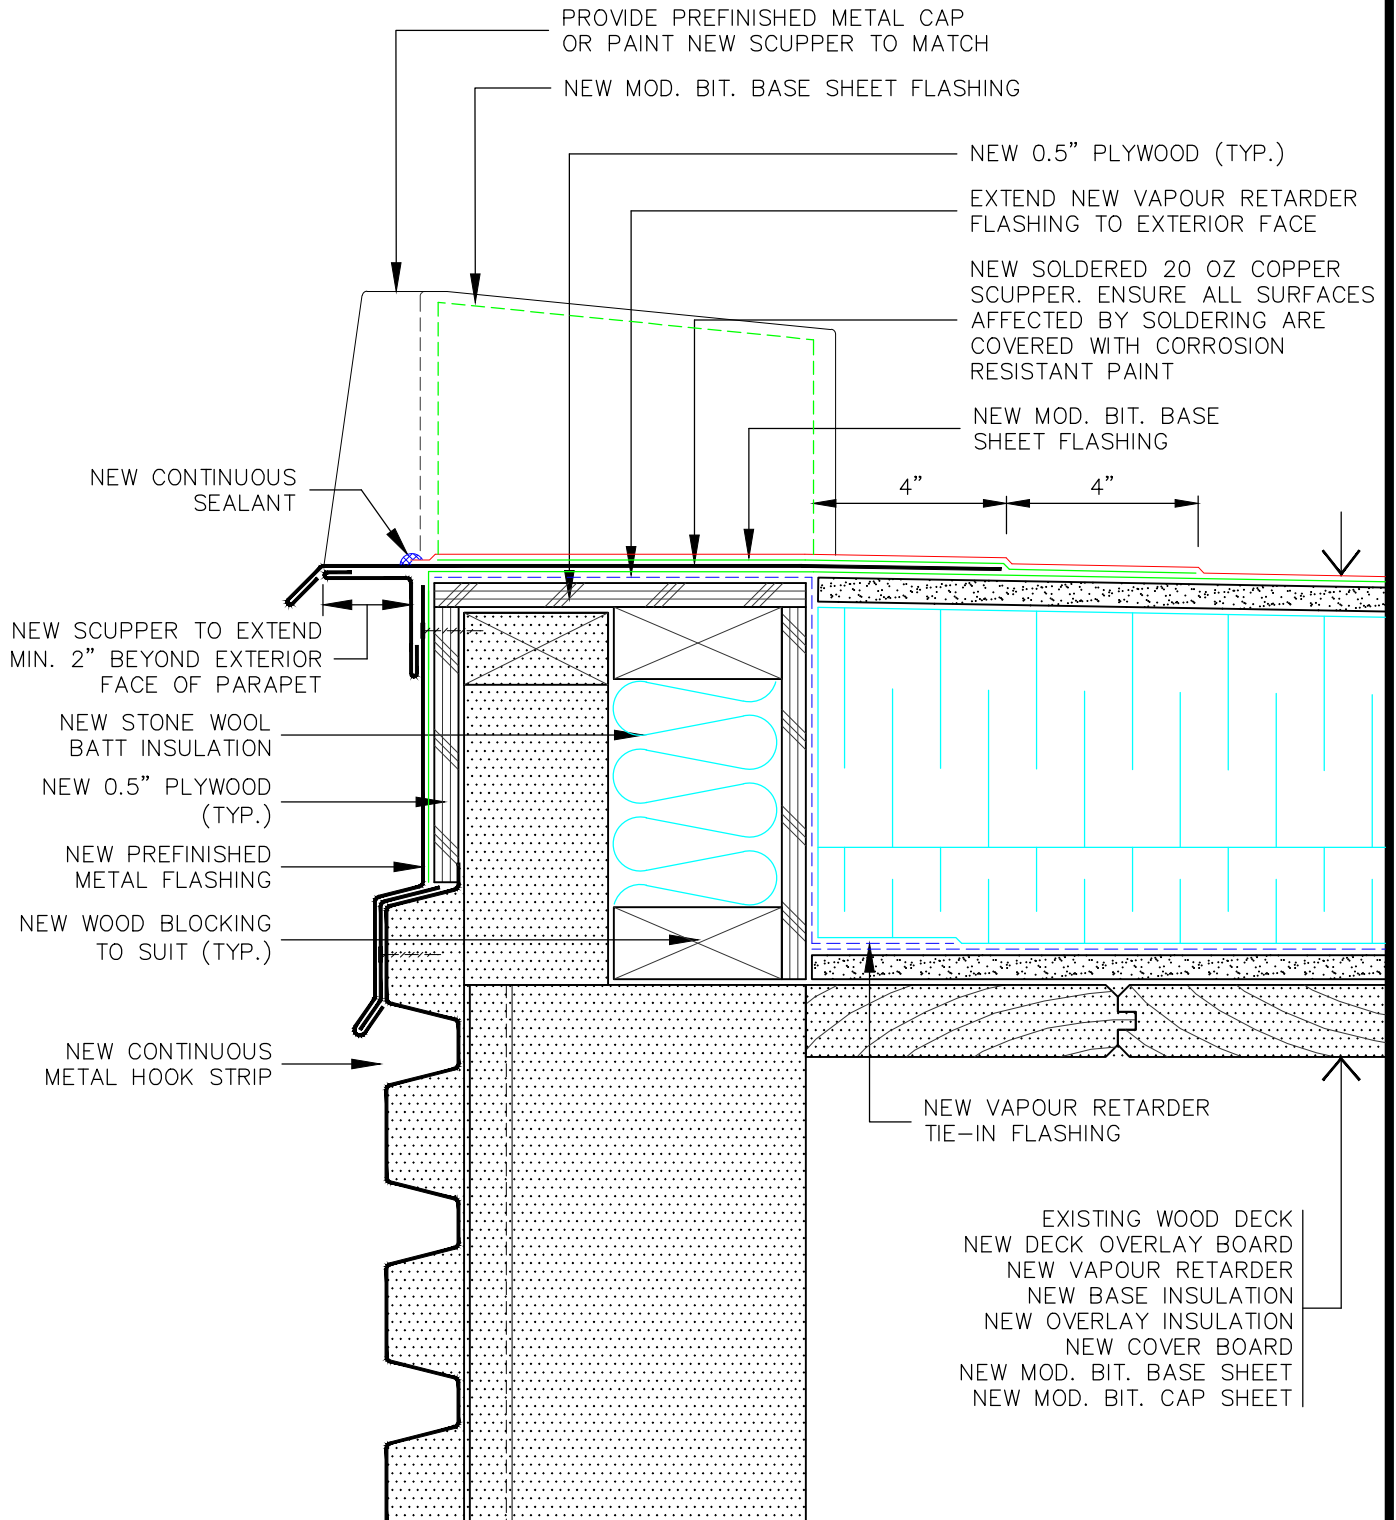 PROVIDE PREFINISHED METAL CAP
OR PAINT NEW SCUPPER TO MATCH
NEW MOD. BIT. BASE SHEET FLASHING
NEW 0.5” PLYWOOD (TYP.)
EXTEND NEW VAPOUR RETARDER
FLASHING TO EXTERIOR FACE
NEW SOLDERED 20 OZ COPPER
SCUPPER. ENSURE ALL SURFACES
AFFECTED BY SOLDERING ARE
COVERED WITH CORROSION
RESISTANT PAINT
NEW MOD. BIT. BASE
SHEET FLASHING
4”
4”
NEW CONTINUOUS
SEALANT
NEW SCUPPER TO EXTEND
MIN. 2” BEYOND EXTERIOR
FACE OF PARAPET
NEW STONE WOOL
BATT INSULATION
NEW 0.5” PLYWOOD
(TYP.)
NEW PREFINISHED
METAL FLASHING
NEW WOOD BLOCKING
TO SUIT (TYP.)
NEW CONTINUOUS
METAL HOOK STRIP
NEW VAPOUR RETARDER
TIE-IN FLASHING
EXISTING WOOD DECK
NEW DECK OVERLAY BOARD
NEW VAPOUR RETARDER
NEW BASE INSULATION
NEW OVERLAY INSULATION
NEW COVER BOARD
NEW MOD. BIT. BASE SHEET
NEW MOD. BIT. CAP SHEET